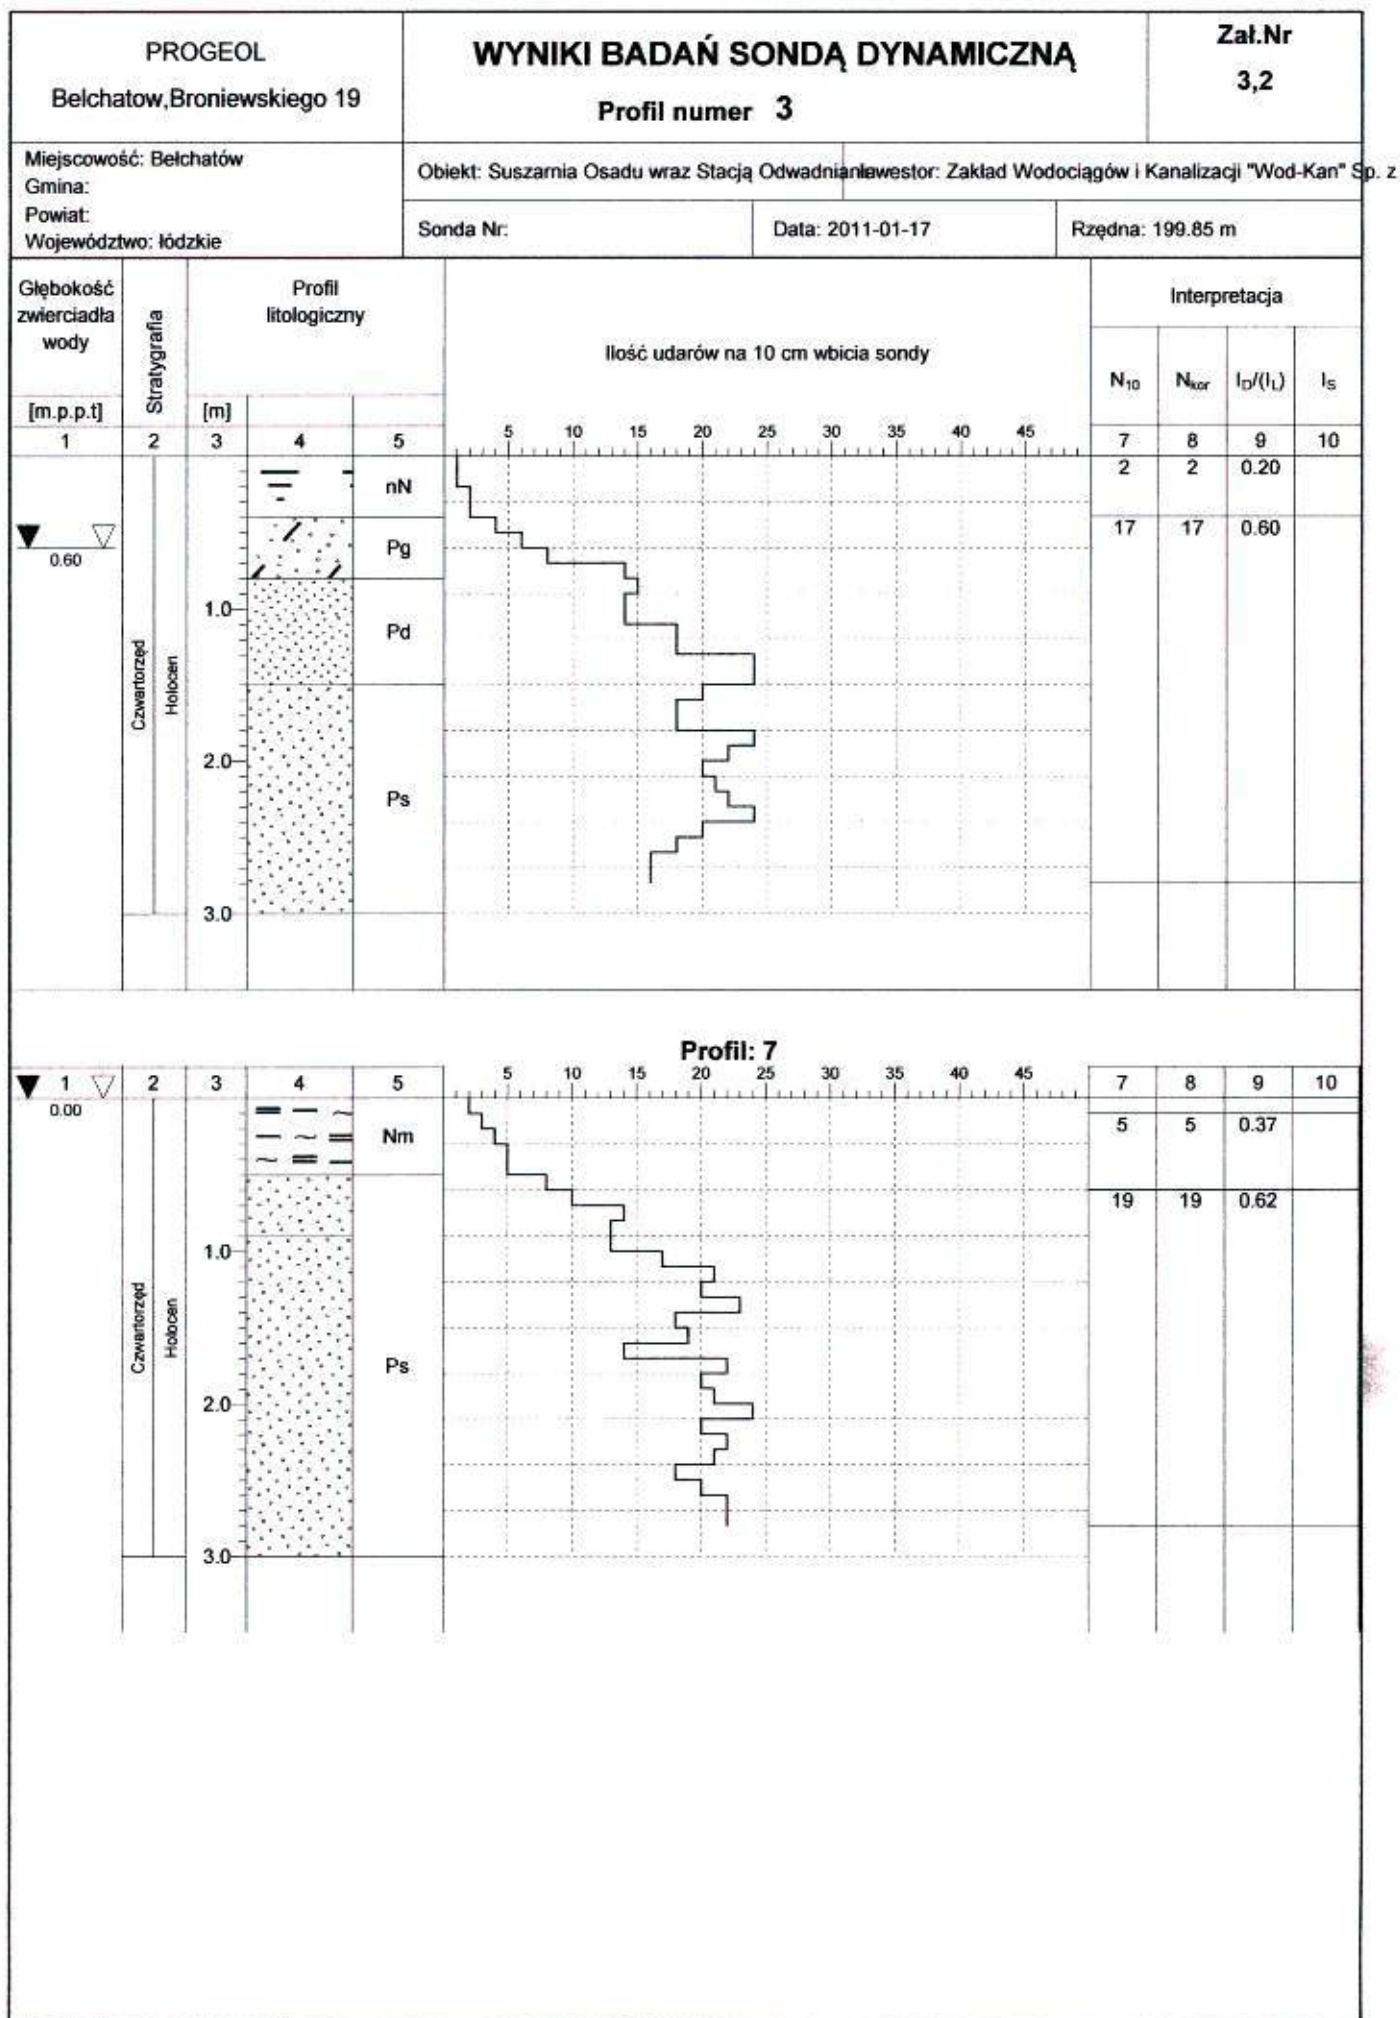 PROGEOL
Belchatow,Broniewskiego 19
WYNIKI BADAŃ SONDĄ DYNAMICZNĄ
Profil numer 3
Zał.Nr
3,2
Miejscowość: Bełchatów
Gmina:
Powiat:
Województwo: łódzkie
Obiekt: Suszarnia Osadu wraz Stacją Odwadniania
Inwestor: Zakład Wodociągów i Kanalizacji "Wod-Kan" Sp. z
Sonda Nr:
Data: 2011-01-17
Rzędna: 199.85 m
Głębokość
zwierciadła
wody
[m.p.p.t]
Stratygrafia
Profil
litologiczny
[m]
Ilość udarów na 10 cm wbicia sondy
Interpretacja
N10 Nkor ID/(IL) IS
1 2 3 4 5
5 10 15 20 25 30 35 40 45
7 8 9 10
2 2 0.20
nN
17 17 0.60
0.60
Pg
1.0
Pd
Czwartorzęd
Holocen
2.0
Ps
3.0
Profil: 7
1 2 3 4 5
5 10 15 20 25 30 35 40 45
7 8 9 10
0.00
5 5 0.37
Nm
19 19 0.62
1.0
Czwartorzęd
Holocen
Ps
2.0
3.0